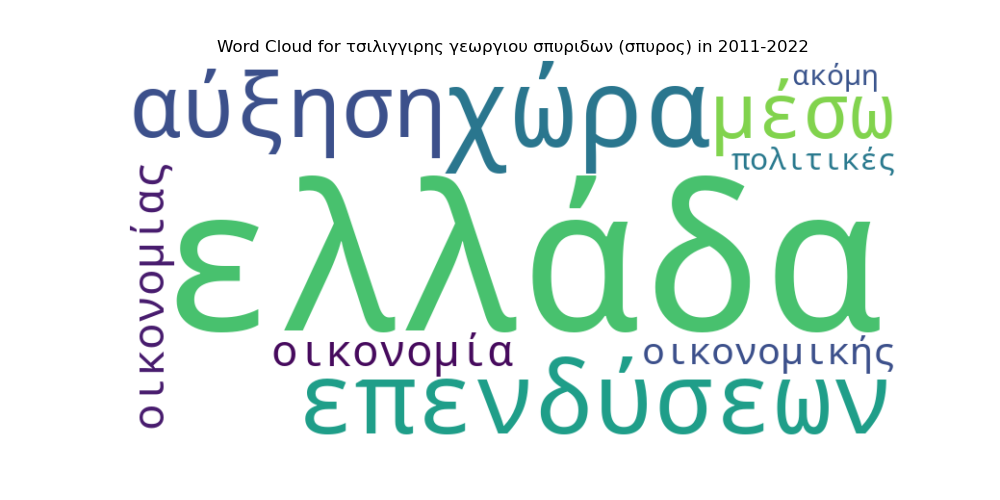 Word Cloud for τσιλιγγιρης γεωργιου σπυριδων (σπυρος) in 2011-2022
ακόμη
αύξηση χώρα μέσω
πολιτικές
οικονομίας
ελλάδα
οικονομία οικονομικής
επενδύσεων